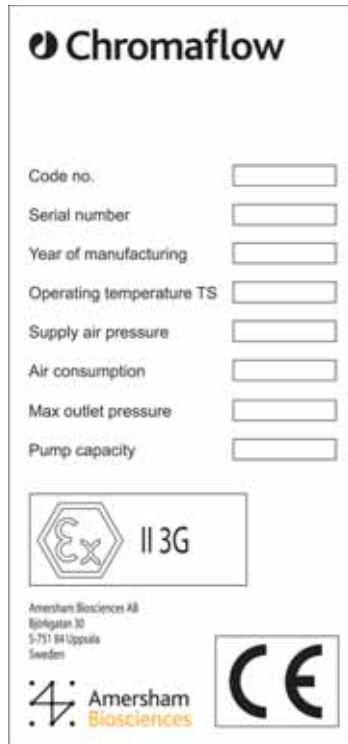 Chromaflow
Code no.
Serial number
Year of manufacturing
Operating temperature TS
Supply air pressure
Air consumption
Max outlet pressure
Pump capacity
Ex II 3G
Amersham Biosciences AB
Björkgatan 30
S-751 84 Uppsala
Sweden
Amersham
Biosciences
CE